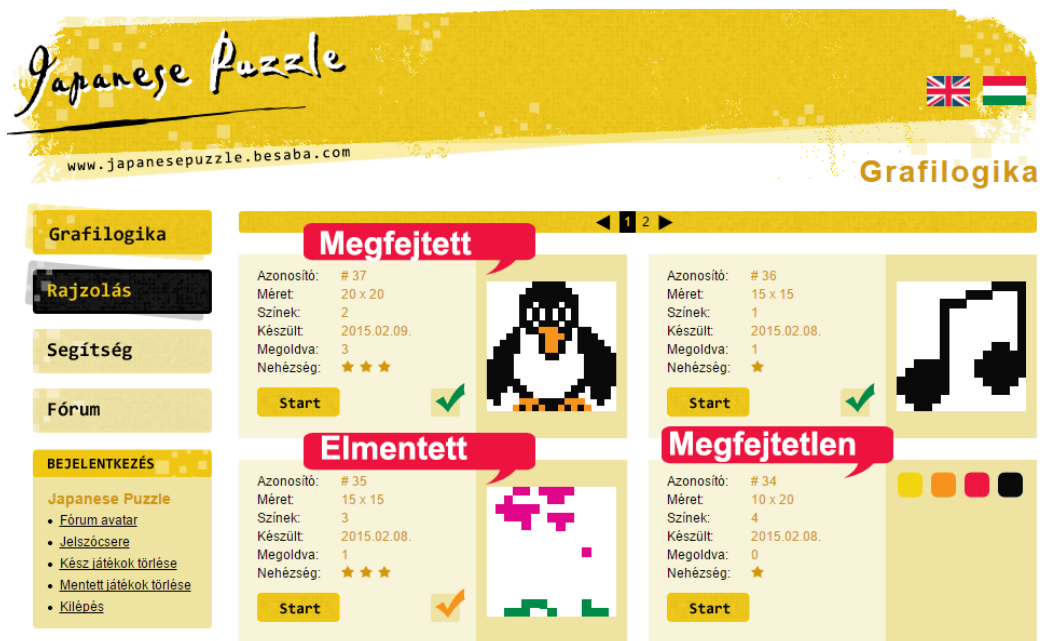 Japanese Puzzle
www.japanesepuzzle.besaba.com
Grafilogika
Grafilogika
Rajzolás
Segítség
Fórum
BEJELENTKEZÉS
Japanese Puzzle
Fórum avatar
Jelszócsere
Kész játékok törlése
Mentett játékok törlése
Kilépés
1 2
Megfejtett
Azonosító: # 37
Méret: 20 x 20
Színek: 2
Készült: 2015.02.09.
Megoldva: 3
Nehézség:
Start
Azonosító: # 36
Méret: 15 x 15
Színek: 1
Készült: 2015.02.08.
Megoldva: 1
Nehézség:
Start
Elmentett
Azonosító: # 35
Méret: 15 x 15
Színek: 3
Készült: 2015.02.08.
Megoldva: 1
Nehézség:
Start
Megfejtetlen
Azonosító: # 34
Méret: 10 x 20
Színek: 4
Készült: 2015.02.08.
Megoldva: 0
Nehézség:
Start